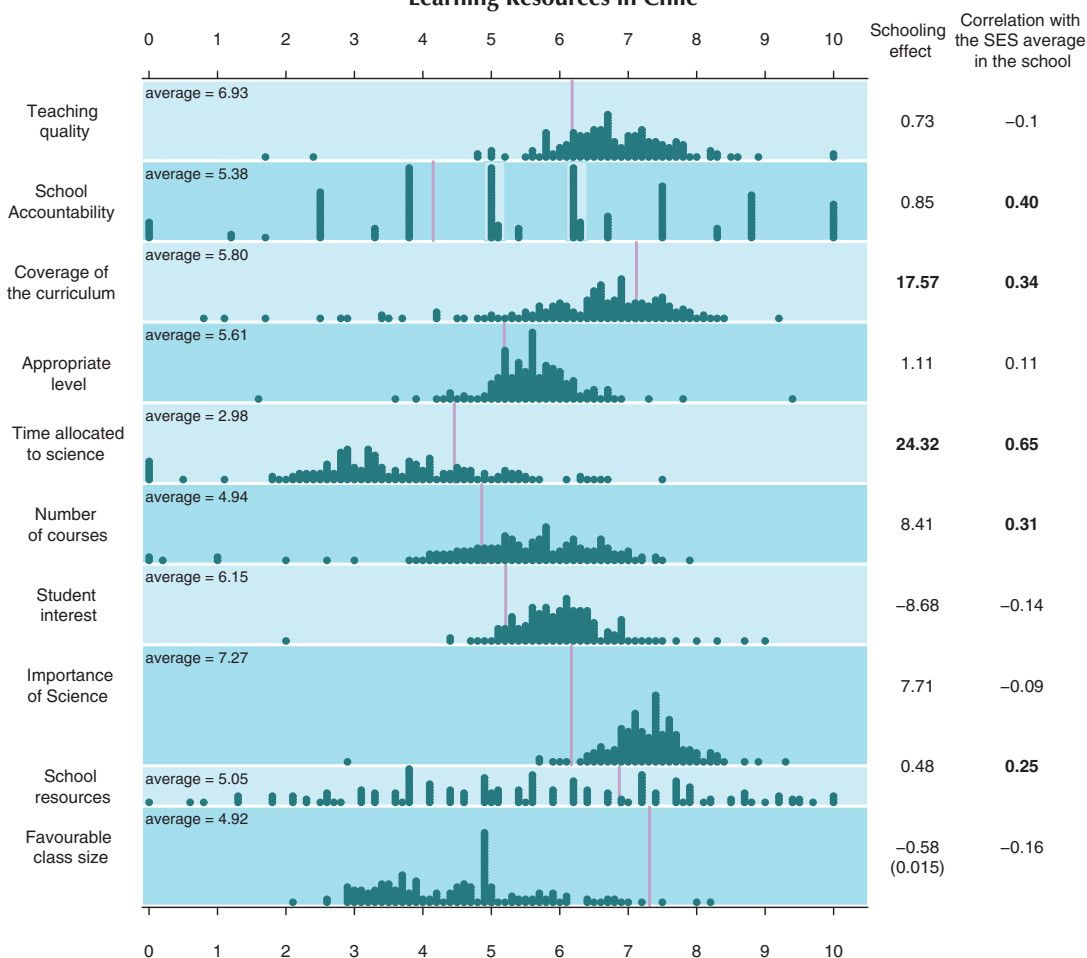 Learning Resources in Chile
0 1 2 3 4 5 6 7 8 9 10
Schooling
effect
Correlation with
the SES average
in the school
Teaching
quality
average = 6.93
0.73
−0.1
School
Accountability
average = 5.38
0.85
0.40
Coverage of
the curriculum
average = 5.80
17.57
0.34
Appropriate
level
average = 5.61
1.11
0.11
Time allocated
to science
average = 2.98
24.32
0.65
Number
of courses
average = 4.94
8.41
0.31
Student
interest
average = 6.15
−8.68
−0.14
Importance
of Science
average = 7.27
7.71
−0.09
School
resources
average = 5.05
0.48
0.25
Favourable
class size
average = 4.92
−0.58
(0.015)
−0.16
0 1 2 3 4 5 6 7 8 9 10